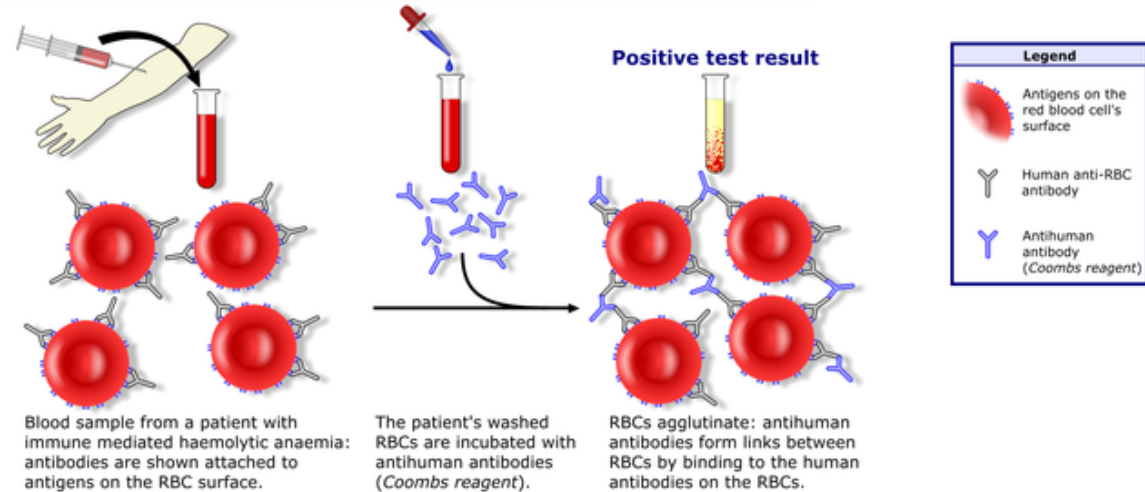 Positive test result
Legend
Antigens on the
red blood cell's
surface
Human anti-RBC
antibody
Antihuman
antibody
(Coombs reagent)
Blood sample from a patient with
immune mediated haemolytic anaemia:
antibodies are shown attached to
antigens on the RBC surface.
The patient's washed
RBCs are incubated with
antihuman antibodies
(Coombs reagent).
RBCs agglutinate: antihuman
antibodies form links between
RBCs by binding to the human
antibodies on the RBCs.